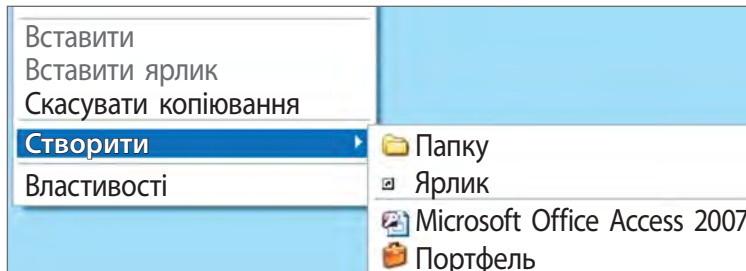 Вставити
Вставити ярлик
Скасувати копіювання
Створити
Властивості
Папку
Ярлик
Microsoft Office Access 2007
Портфель